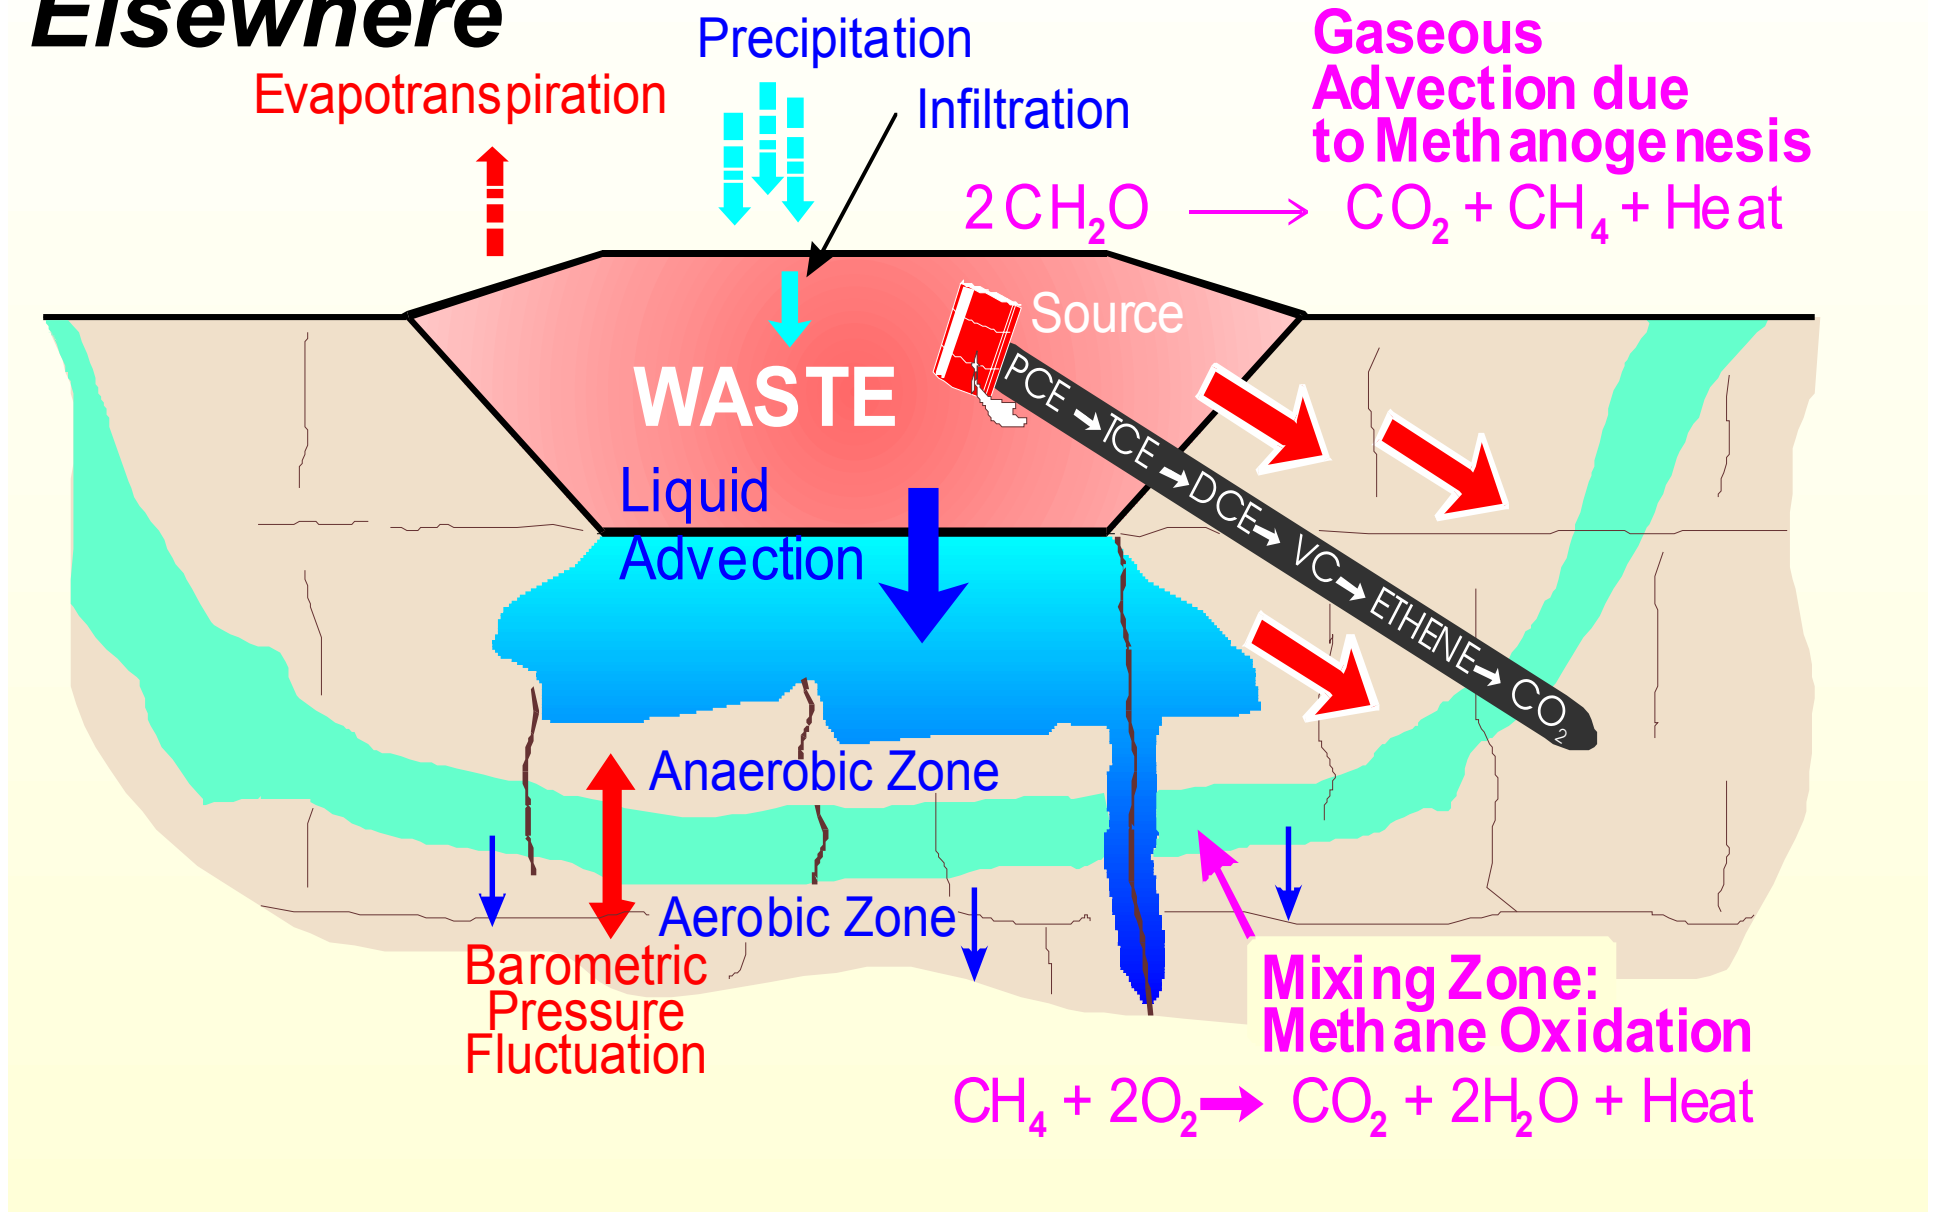 Elsewhere
Precipitation
Gaseous
Advection due
to Methanogenesis
Evapotranspiration
Infiltration
2CH₂O → CO₂ + CH₄ + Heat
Source
WASTE
PCE → TCE → DCE → VC → ETHENE → CO₂
Liquid
Advection
Anaerobic Zone
Aerobic Zone
Barometric
Pressure
Fluctuation
Mixing Zone:
Methane Oxidation
CH₄ + 2O₂ → CO₂ + 2H₂O + Heat